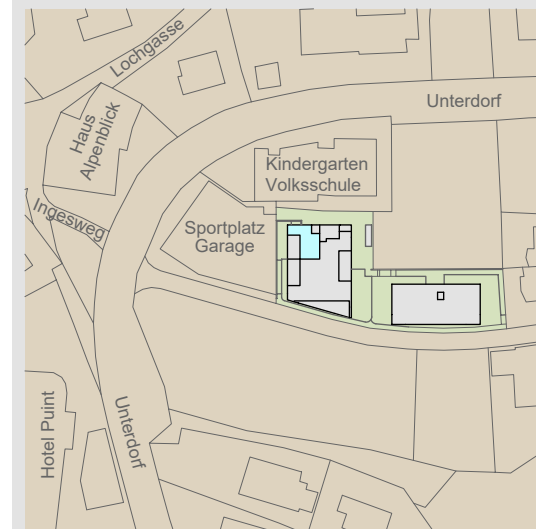 Lochgasse
Unterdorf
Haus
Alpenblick
Kindergarten
Volksschule
Ingesweg
Sportplatz
Garage
Hotel Puint
Unterdorf